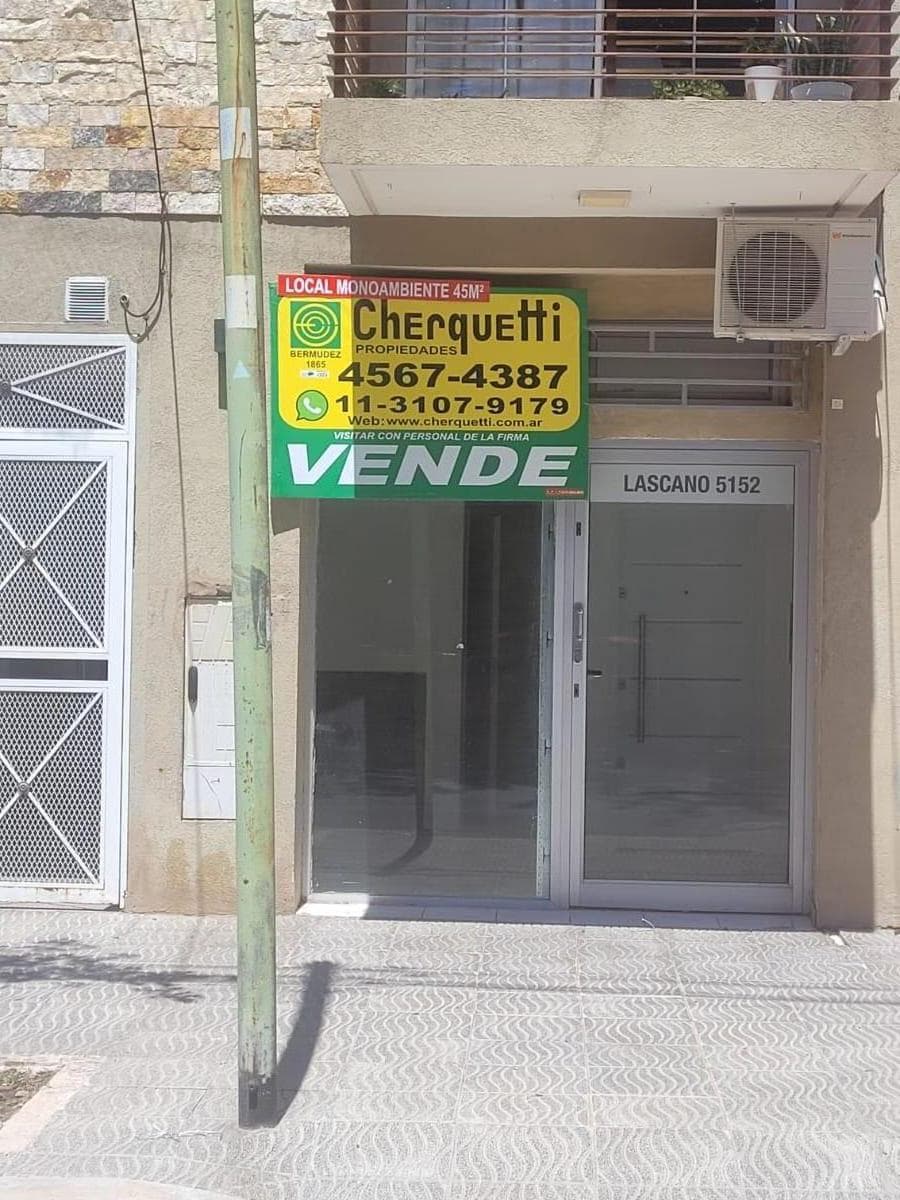 LOCAL MONOAMBIENTE 45M²
Cherquetti
PROPIEDADES
BERMUDEZ
1865
4567-4387
11-3107-9179
Web: www.cherquetti.com.ar
VISITAR CON PERSONAL DE LA FIRMA
VENDE
LASCANO 5152